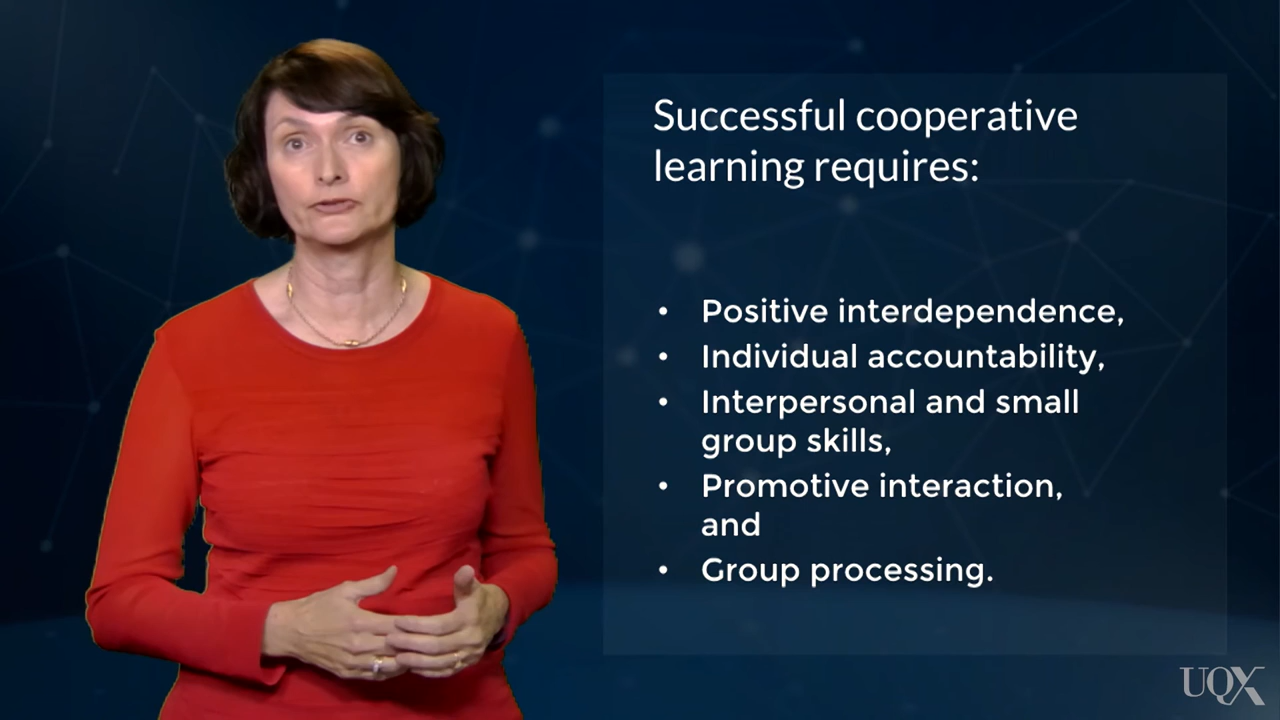 Successful cooperative
learning requires:
• Positive interdependence,
• Individual accountability,
• Interpersonal and small
group skills,
• Promotive interaction,
and
• Group processing.
UQX